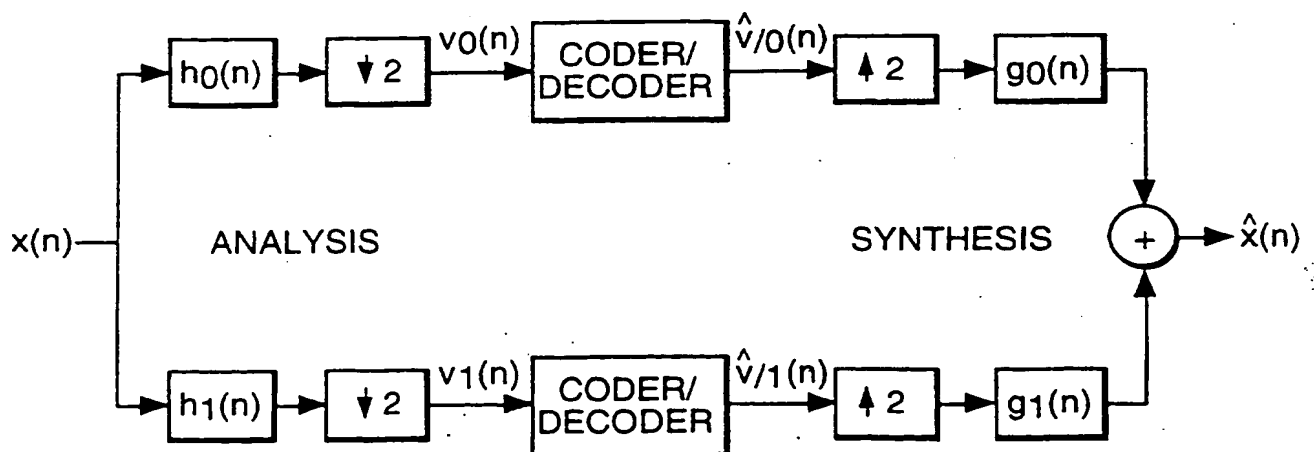 h0(n)
↓ 2
v0(n)
CODER/
DECODER
v̂/0(n)
↑ 2
g0(n)
x(n)
ANALYSIS
SYNTHESIS
+
x̂(n)
h1(n)
↓ 2
v1(n)
CODER/
DECODER
v̂/1(n)
↑ 2
g1(n)